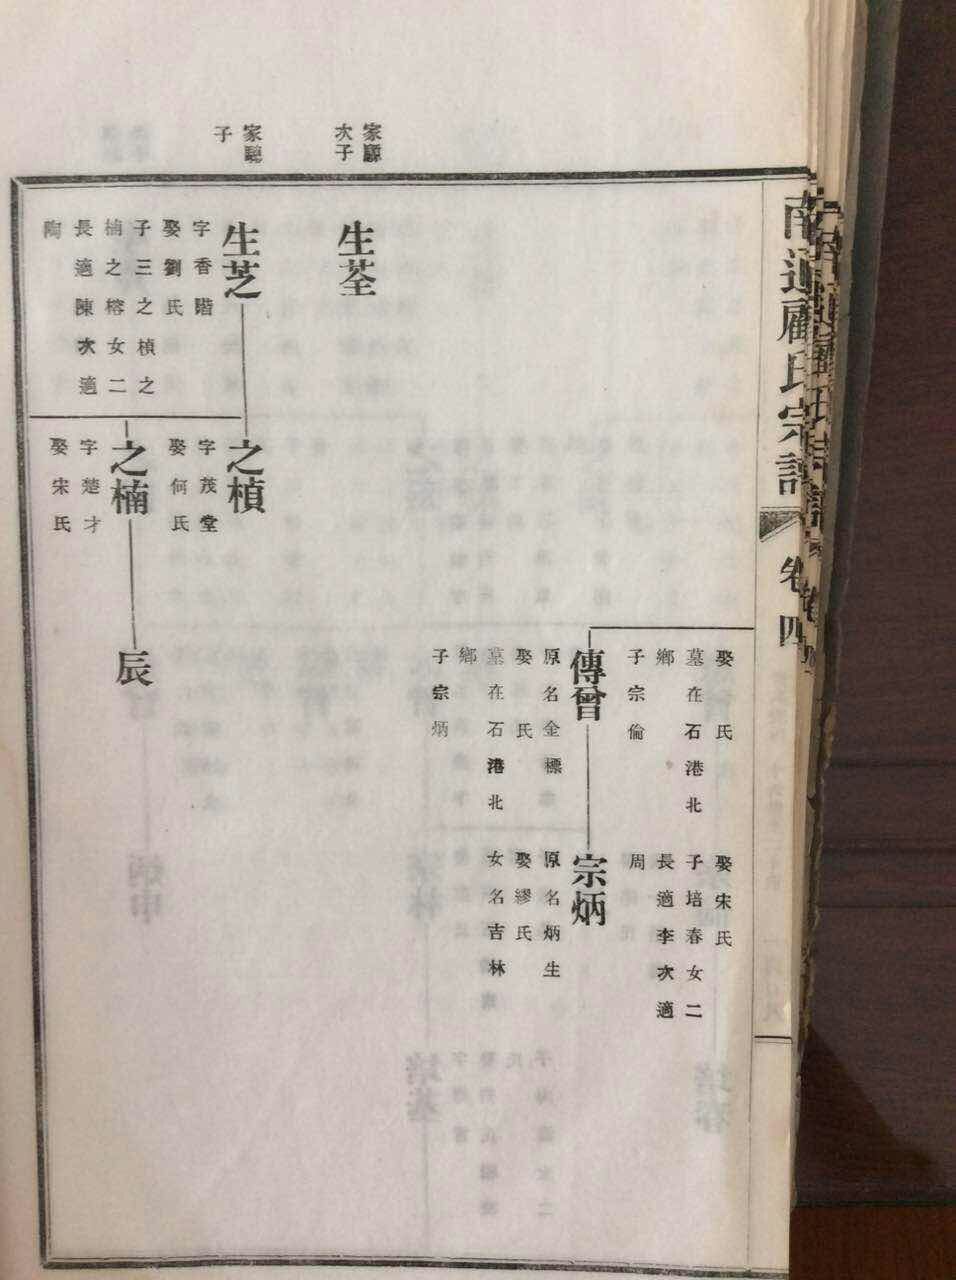 南通顧氏宗譜
卷四
娶 氏
墓在石港北
鄉
子宗倫
娶宋氏
子培春女二
長適李次適
周
傳曾
原名金標
娶 氏
墓在石港北
鄉
子宗炳
宗炳
原名炳生
娶繆氏
女名吉林
次子
生荃
子
生芝
字香階
娶劉氏
子三之楨之
楠之榕女二
長適陳次適
陶
之楨
字茂堂
娶何氏
之楠
字楚才
娶宋氏
辰